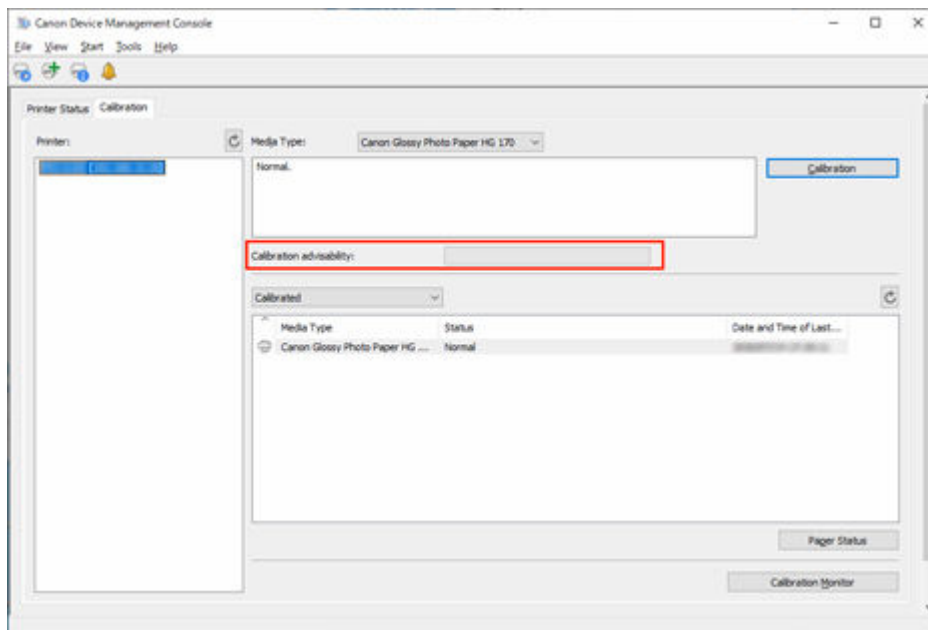 Canon Device Management Console
File View Start Tools Help
Printer Status Calibration
Printer:
Media Type: Canon Glossy Photo Paper HG 170
Normal.
Calibration
Calibration advisability:
Calibrated
Media Type Status Date and Time of Last...
Canon Glossy Photo Paper HG .... Normal
Pager Status
Calibration Monitor